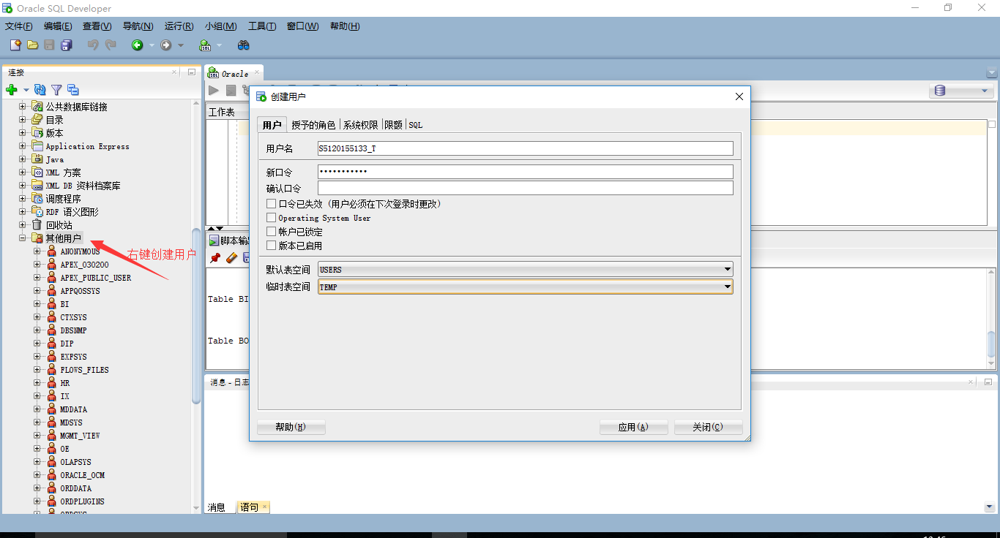 Oracle SQL Developer
文件(F) 编辑(E) 查看(V) 导航(N) 运行(R) 小组(M) 工具(T) 窗口(W) 帮助(H)
连接
公共数据库链接
目录
版本
Application Express
Java
XML 方案
XML DB 资料档案库
调度程序
RDF 语义图形
回收站
其他用户
右键创建用户
ANONYMOUS
APEX_030200
APEX_PUBLIC_USER
APPQOSSYS
BI
CTXSYS
DBSNMP
DIP
EXFSYS
FLOWS_FILES
HR
IX
MDDATA
MDSYS
MGMT_VIEW
OE
OLAPSYS
ORACLE_OCM
ORDDATA
ORDPLUGINS
Oracle
工作表
脚本输出
Table BI
Table BO
消息 - 日志
消息 语句
创建用户
用户 授予的角色 系统权限 限额 SQL
用户名 S5120155133_T
新口令 ●●●●●●●●●●●
确认口令
口令已失效 (用户必须在下次登录时更改)
Operating System User
帐户已锁定
版本已启用
默认表空间 USERS
临时表空间 TEMP
帮助(H) 应用(A) 关闭(C)